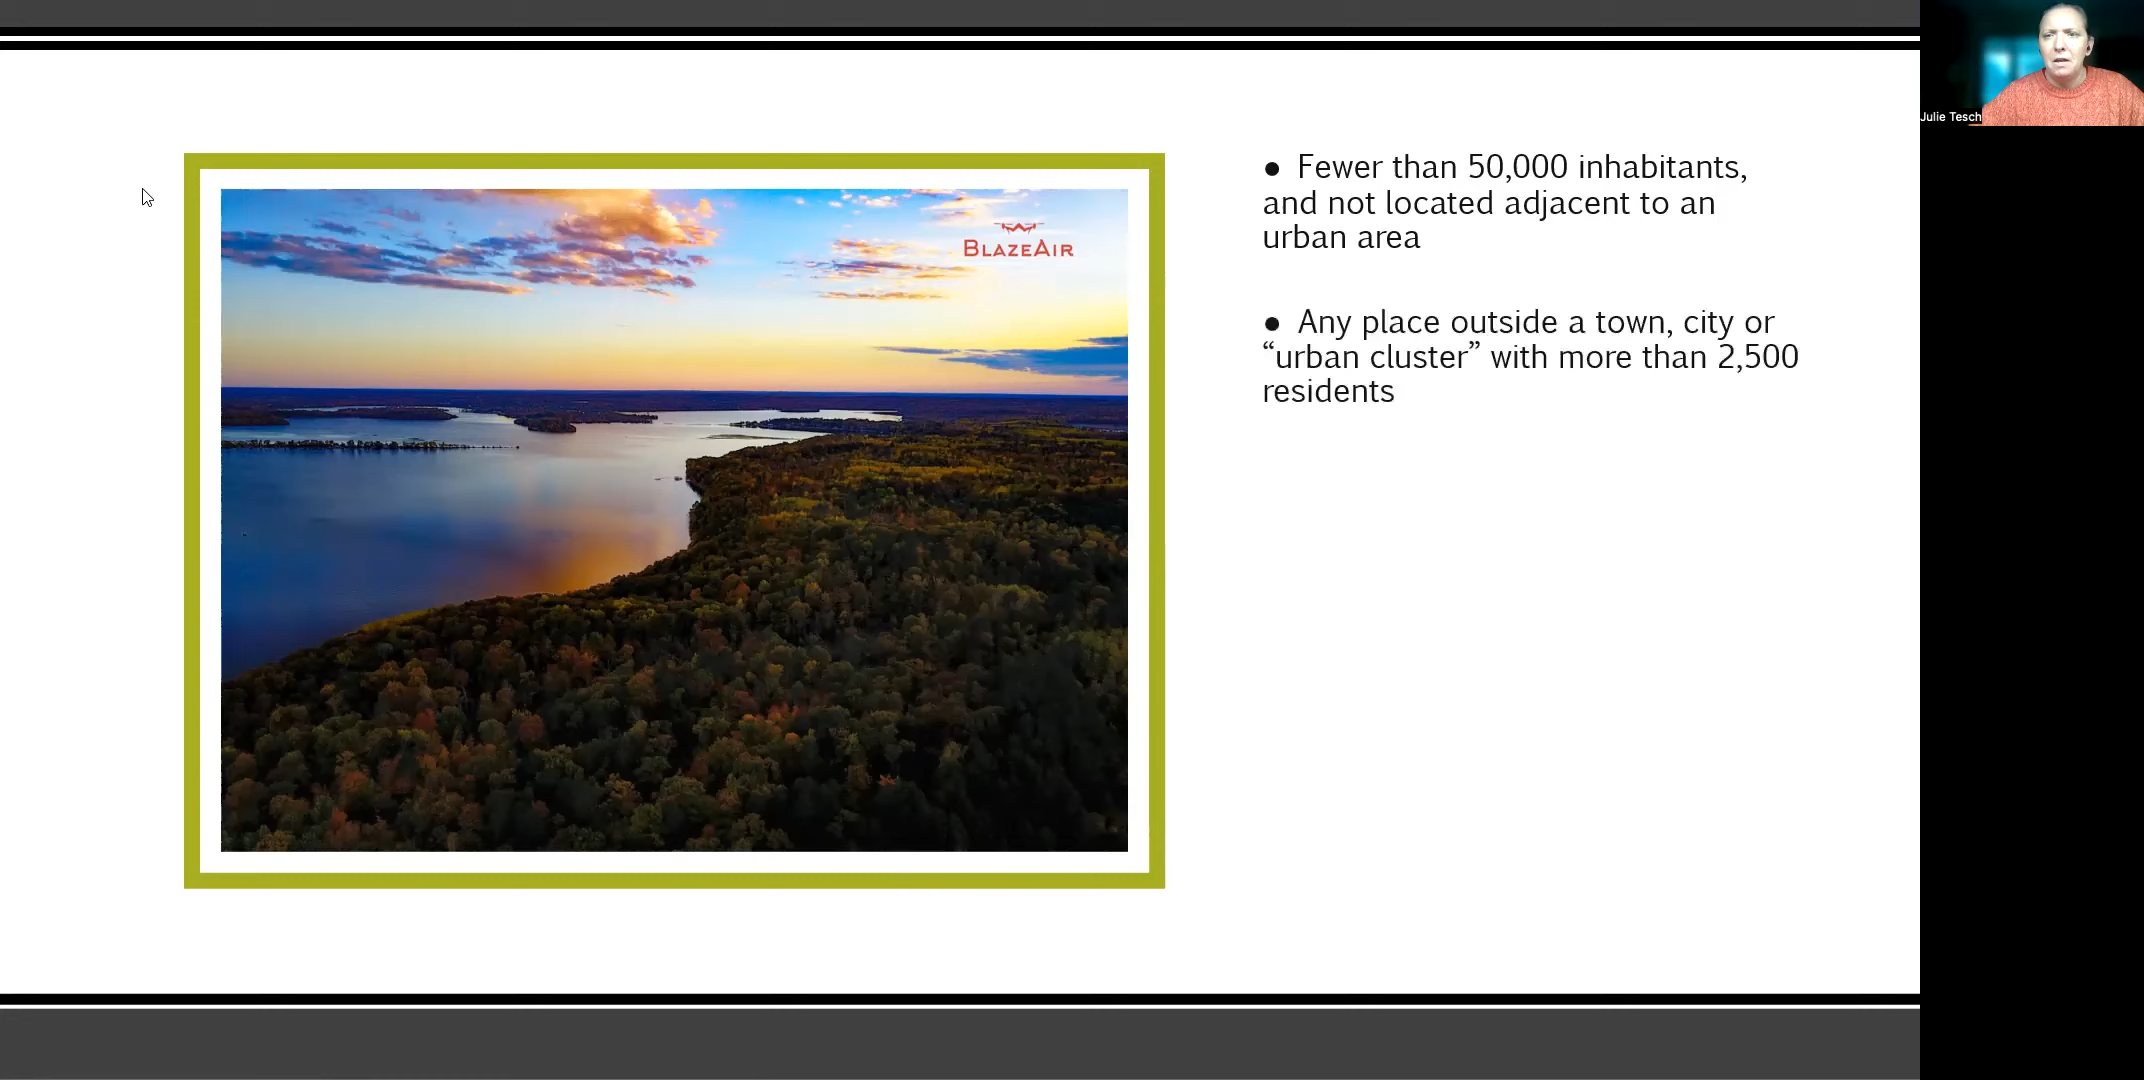 Julie Tesch
BLAZEAIR
● Fewer than 50,000 inhabitants,
and not located adjacent to an
urban area
● Any place outside a town, city or
“urban cluster” with more than 2,500
residents